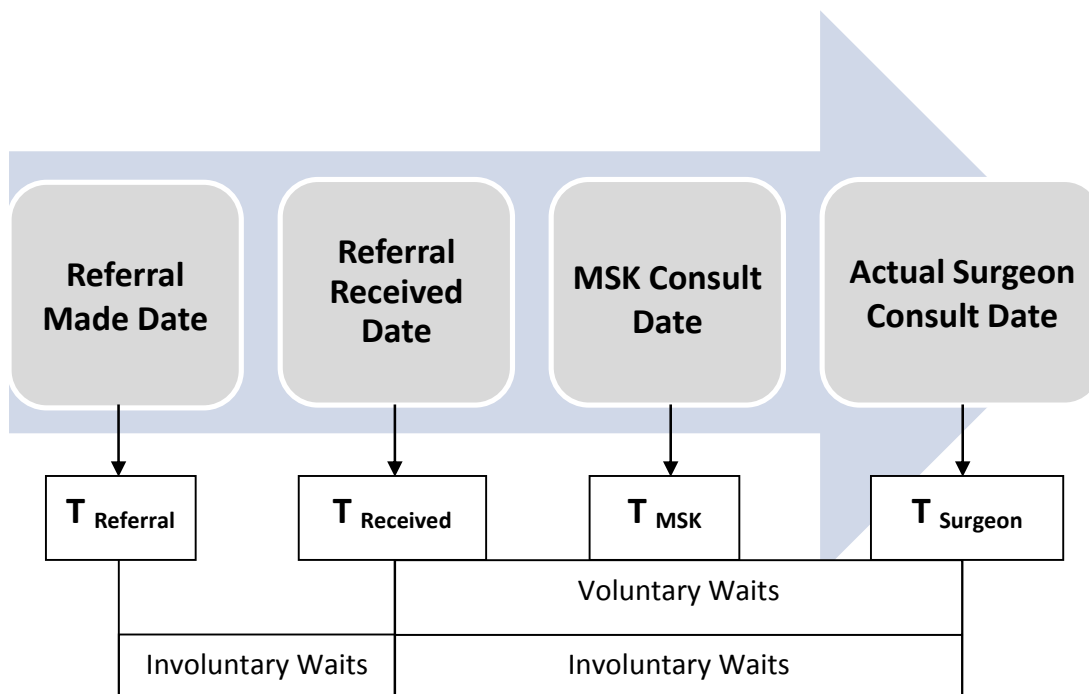 Referral
Made Date
Referral
Received
Date
MSK Consult
Date
Actual Surgeon
Consult Date
T Referral
T Received
T MSK
T Surgeon
Voluntary Waits
Involuntary Waits
Involuntary Waits